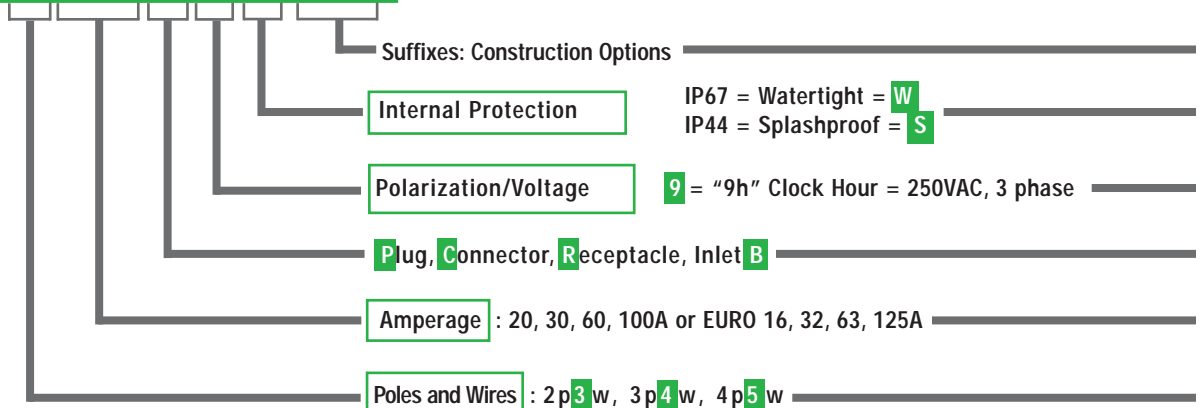 Suffixes: Construction Options
Internal Protection
IP67 = Watertight = W
IP44 = Splashproof = S
Polarization/Voltage 9 = “9h” Clock Hour = 250VAC, 3 phase
Plug, Connector, Receptacle, Inlet B
Amperage : 20, 30, 60, 100A or EURO 16, 32, 63, 125A
Poles and Wires : 2p3w, 3p4w, 4p5w